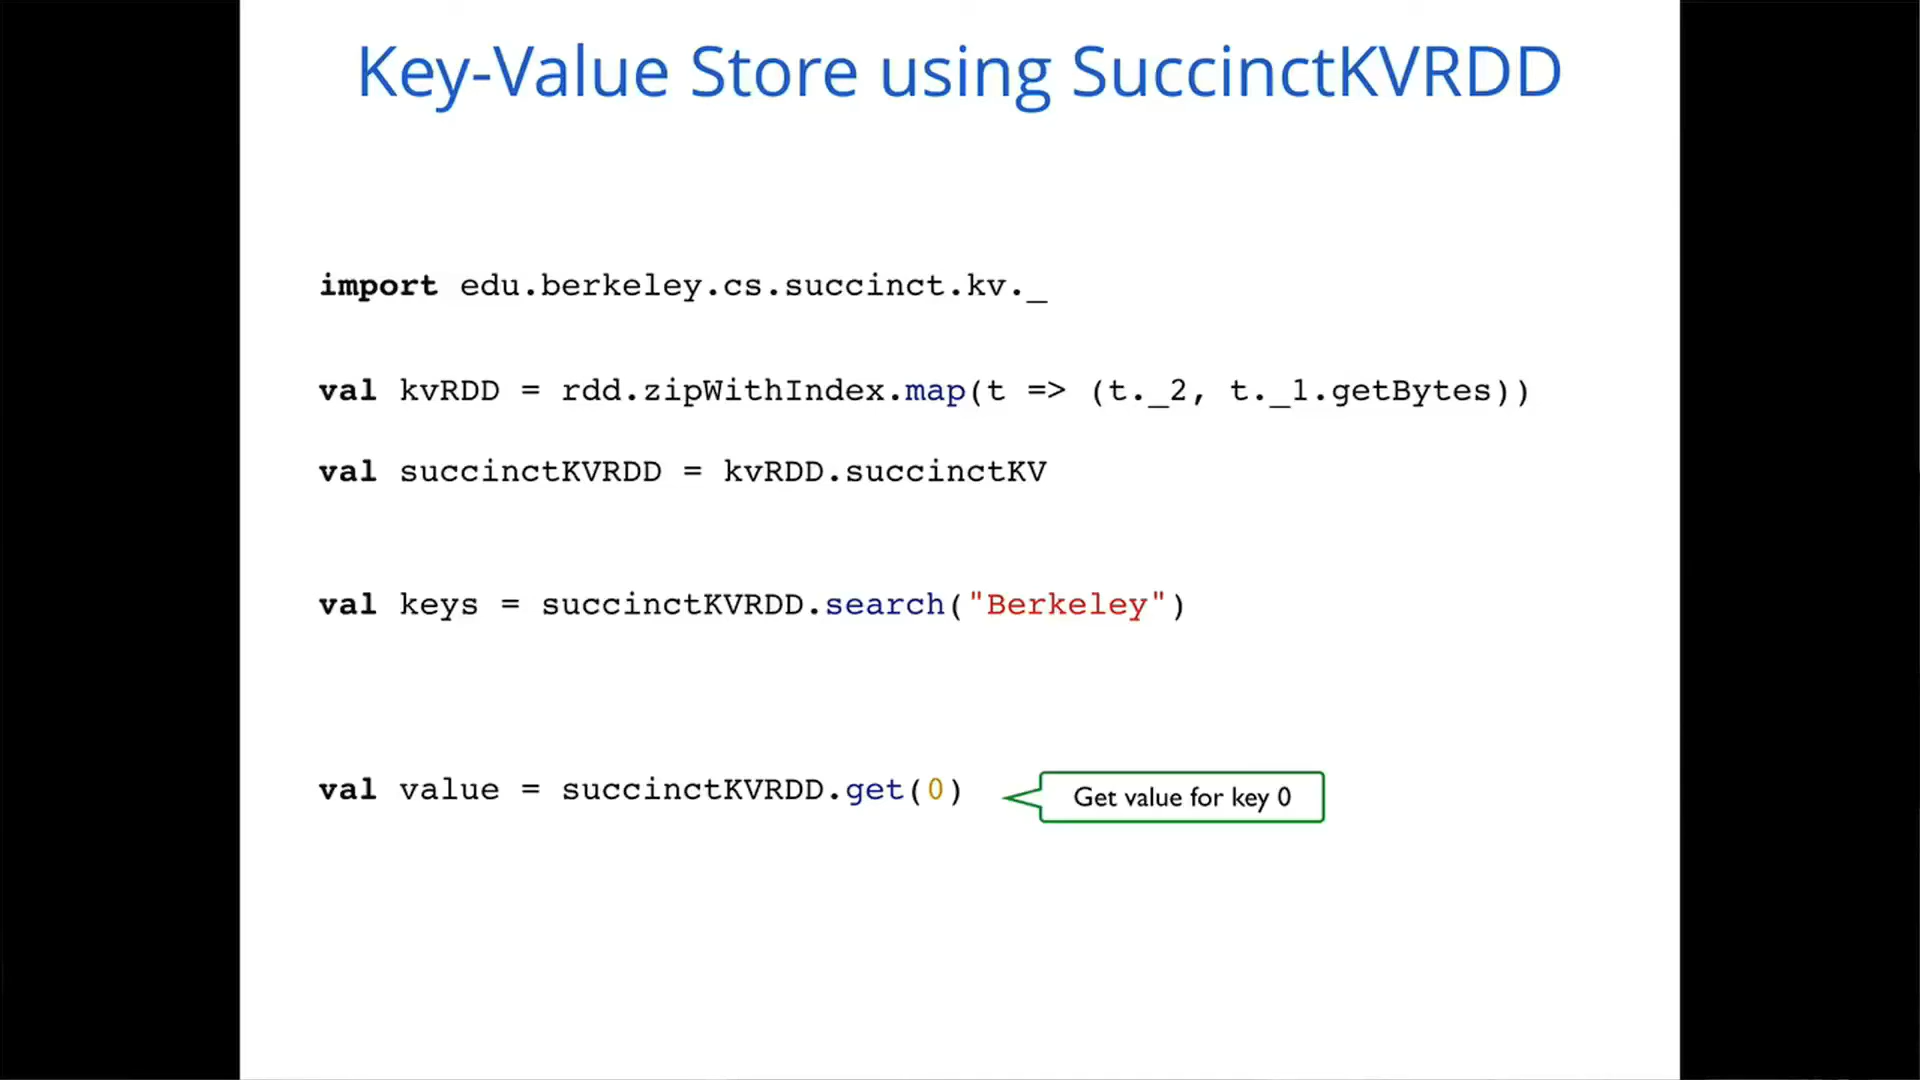 Key-Value Store using SuccinctKVRDD
import edu.berkeley.cs.succinct.kv._
val kvRDD = rdd.zipWithIndex.map(t => (t._2, t._1.getBytes))
val succinctKVRDD = kvRDD.succinctKV
val keys = succinctKVRDD.search("Berkeley")
val value = succinctKVRDD.get(0)
Get value for key 0